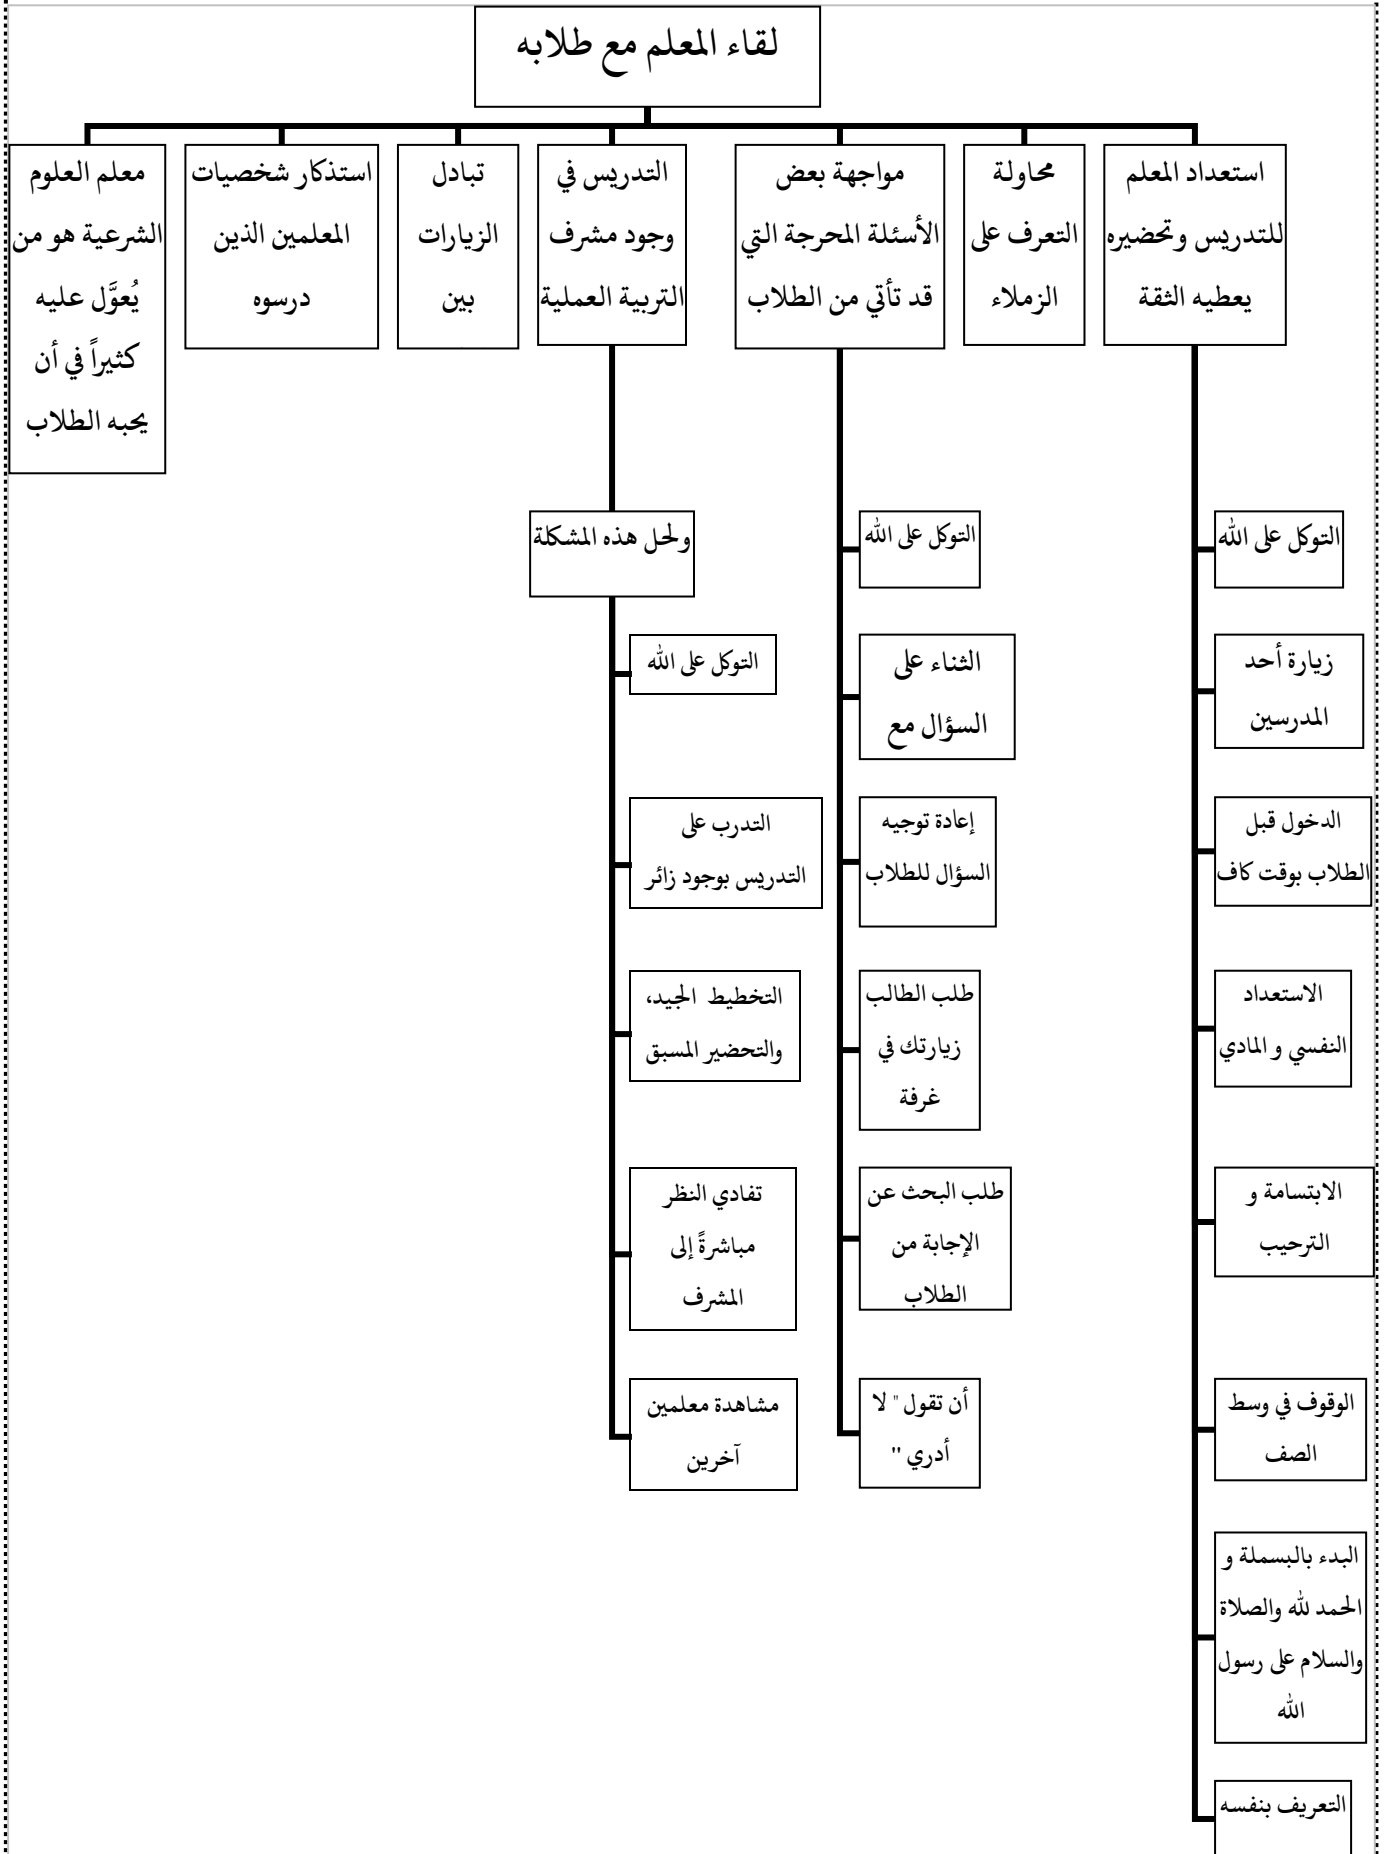 لقاء المعلم مع طلابه
استعداد المعلم
للتدريس وتحضيره
يعطيه الثقة
محاولة
التعرف على
الزملاء
مواجهة بعض
الأسئلة المحرجة التي
قد تأتي من الطلاب
التدريس في
وجود مشرف
التربية العملية
تبادل
الزيارات
بين
استذكار شخصيات
المعلمين الذين
درسوه
معلم العلوم
الشرعية هو من
يُعوَّل عليه
كثيراً في أن
يحبه الطلاب
التوكل على الله
زيارة أحد
المدرسين
الدخول قبل
الطلاب بوقت كاف
الاستعداد
النفسي و المادي
الابتسامة و
الترحيب
الوقوف في وسط
الصف
البدء بالبسملة و
الحمد لله والصلاة
والسلام على رسول
الله
التعريف بنفسه
التوكل على الله
الثناء على
السؤال مع
إعادة توجيه
السؤال للطلاب
طلب الطالب
زيارتك في
غرفة
طلب البحث عن
الإجابة من
الطلاب
أن تقول " لا
أدري "
ولحل هذه المشكلة
التوكل على الله
التدرب على
التدريس بوجود زائر
التخطيط الجيد،
والتحضير المسبق
تفادي النظر
مباشرةً إلى
المشرف
مشاهدة معلمين
آخرين